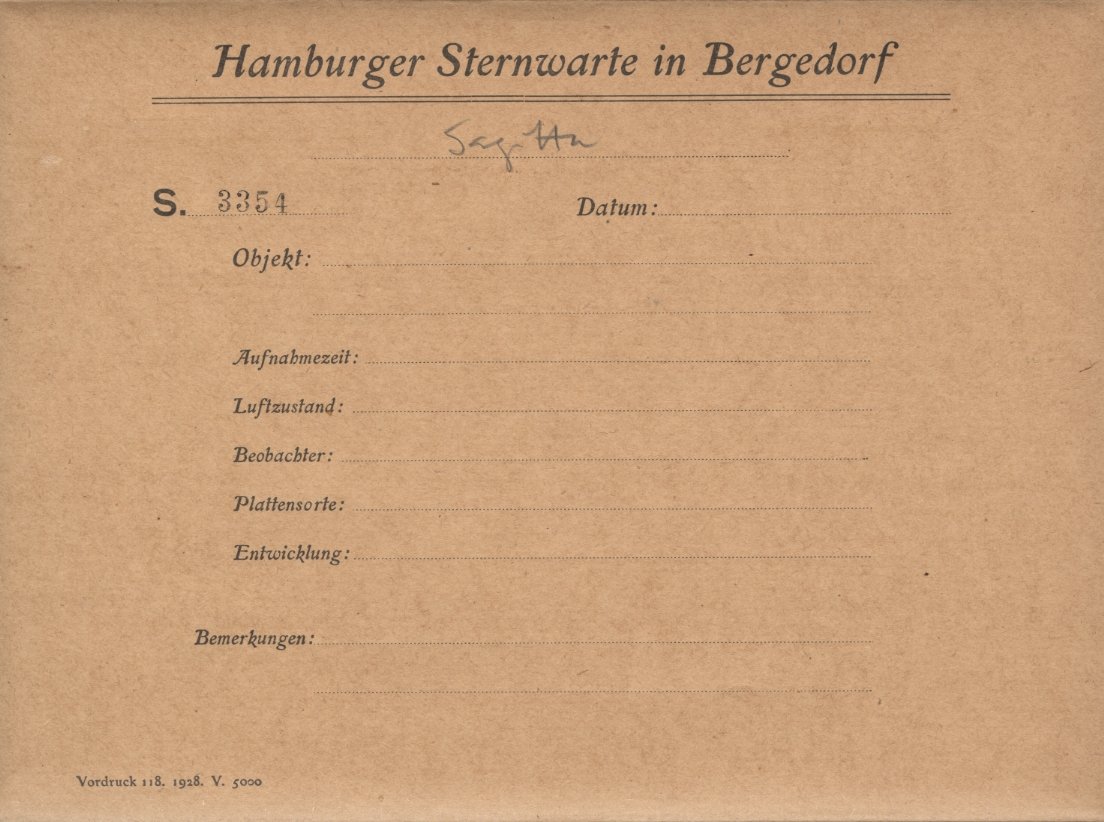 Hamburger Sternwarte in Bergedorf
Sagitta
S. 3354 Datum:
Objekt:
Aufnahmezeit:
Luftzustand:
Beobachter:
Plattensorte:
Entwicklung:
Bemerkungen:
Vordruck 118. 1928. V. 5000